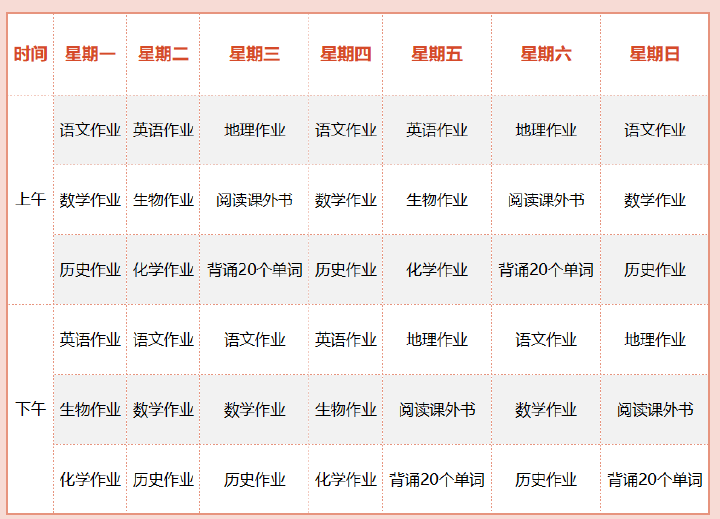 时间 星期一 星期二 星期三 星期四 星期五 星期六 星期日
语文作业 英语作业 地理作业 语文作业 英语作业 地理作业 语文作业
上午 数学作业 生物作业 阅读课外书 数学作业 生物作业 阅读课外书 数学作业
历史作业 化学作业 背诵20个单词 历史作业 化学作业 背诵20个单词 历史作业
英语作业 语文作业 语文作业 英语作业 地理作业 语文作业 地理作业
下午 生物作业 数学作业 数学作业 生物作业 阅读课外书 数学作业 阅读课外书
化学作业 历史作业 历史作业 化学作业 背诵20个单词 历史作业 背诵20个单词